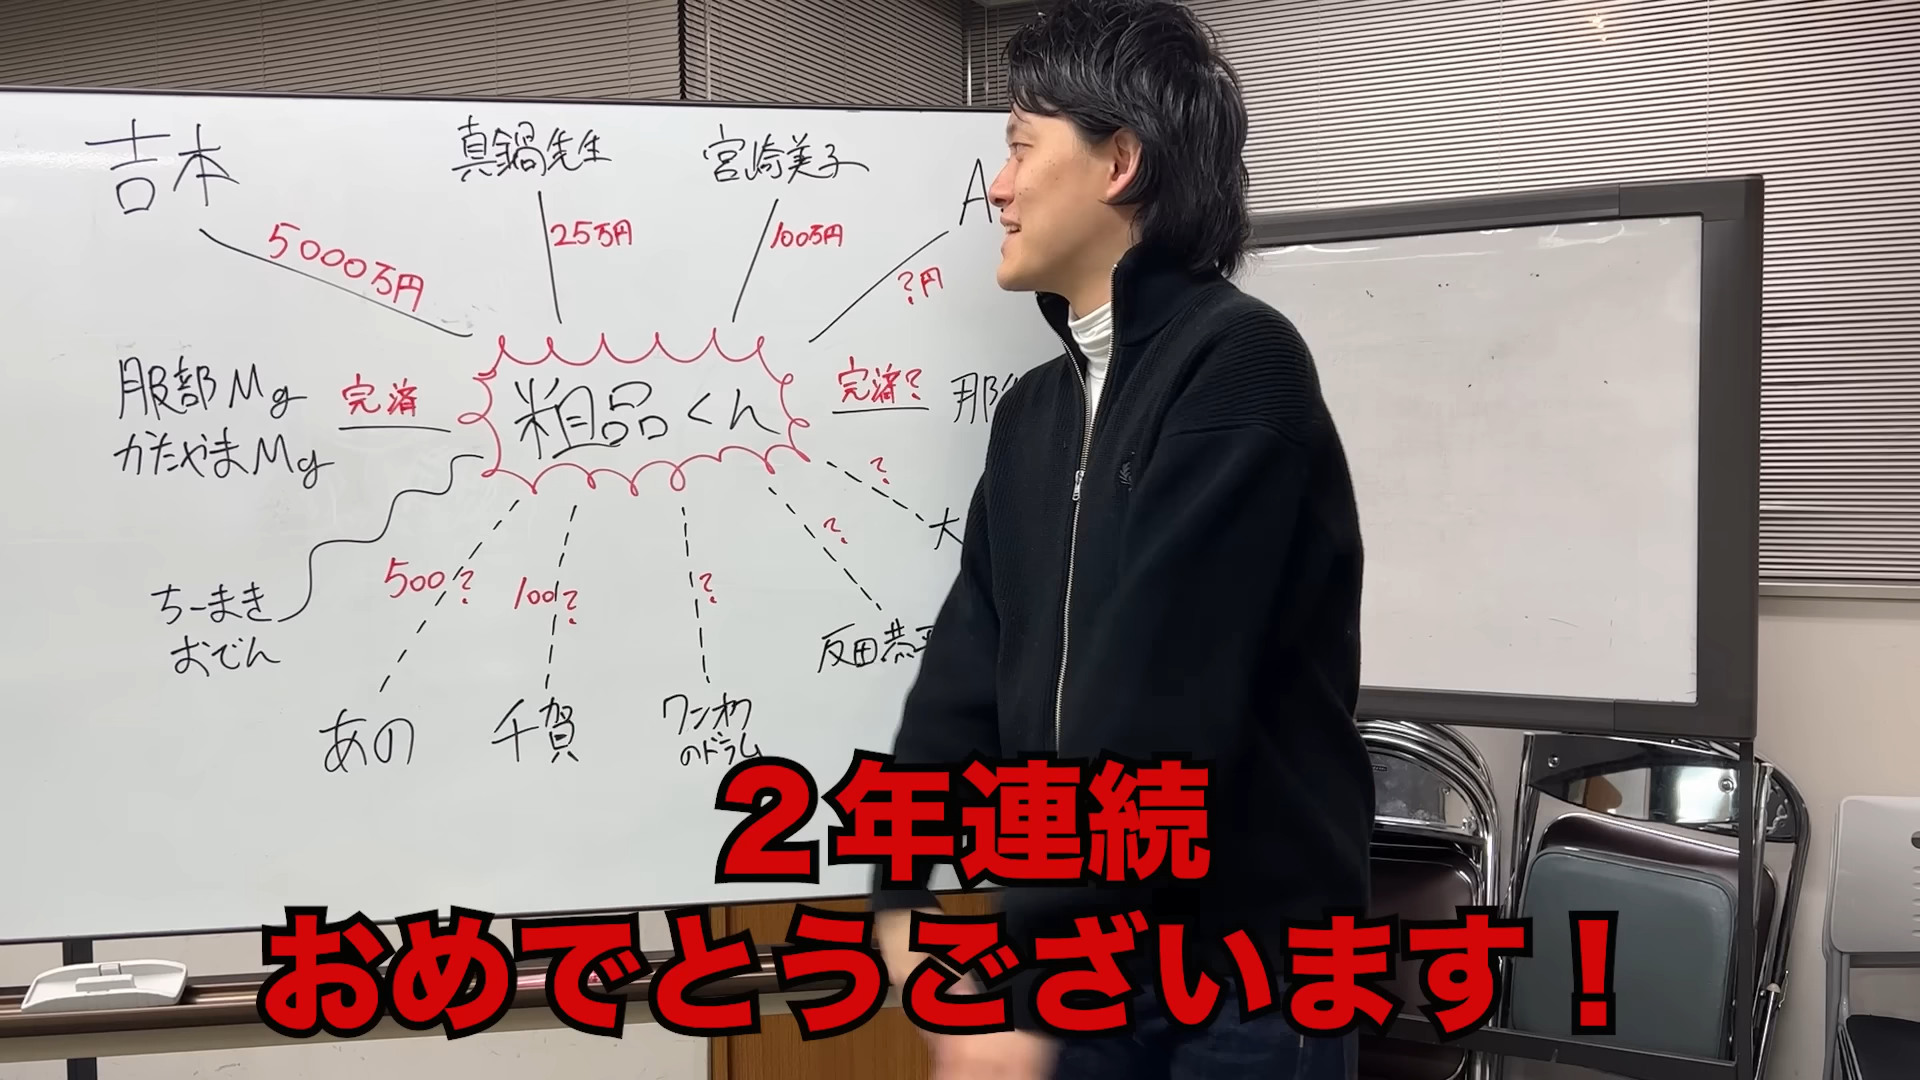 吉本
真鍋先生
宮崎美子
A
5000万円
25万円
100万円
?円
服部Mg
完済
粗品くん
完済?
那
かたやまMg
?
?
大
500?
100?
?
ちーまき
おでん
反田恭平
あの
千賀
ワンオク
のドラム
2年連続
おめでとうございます!